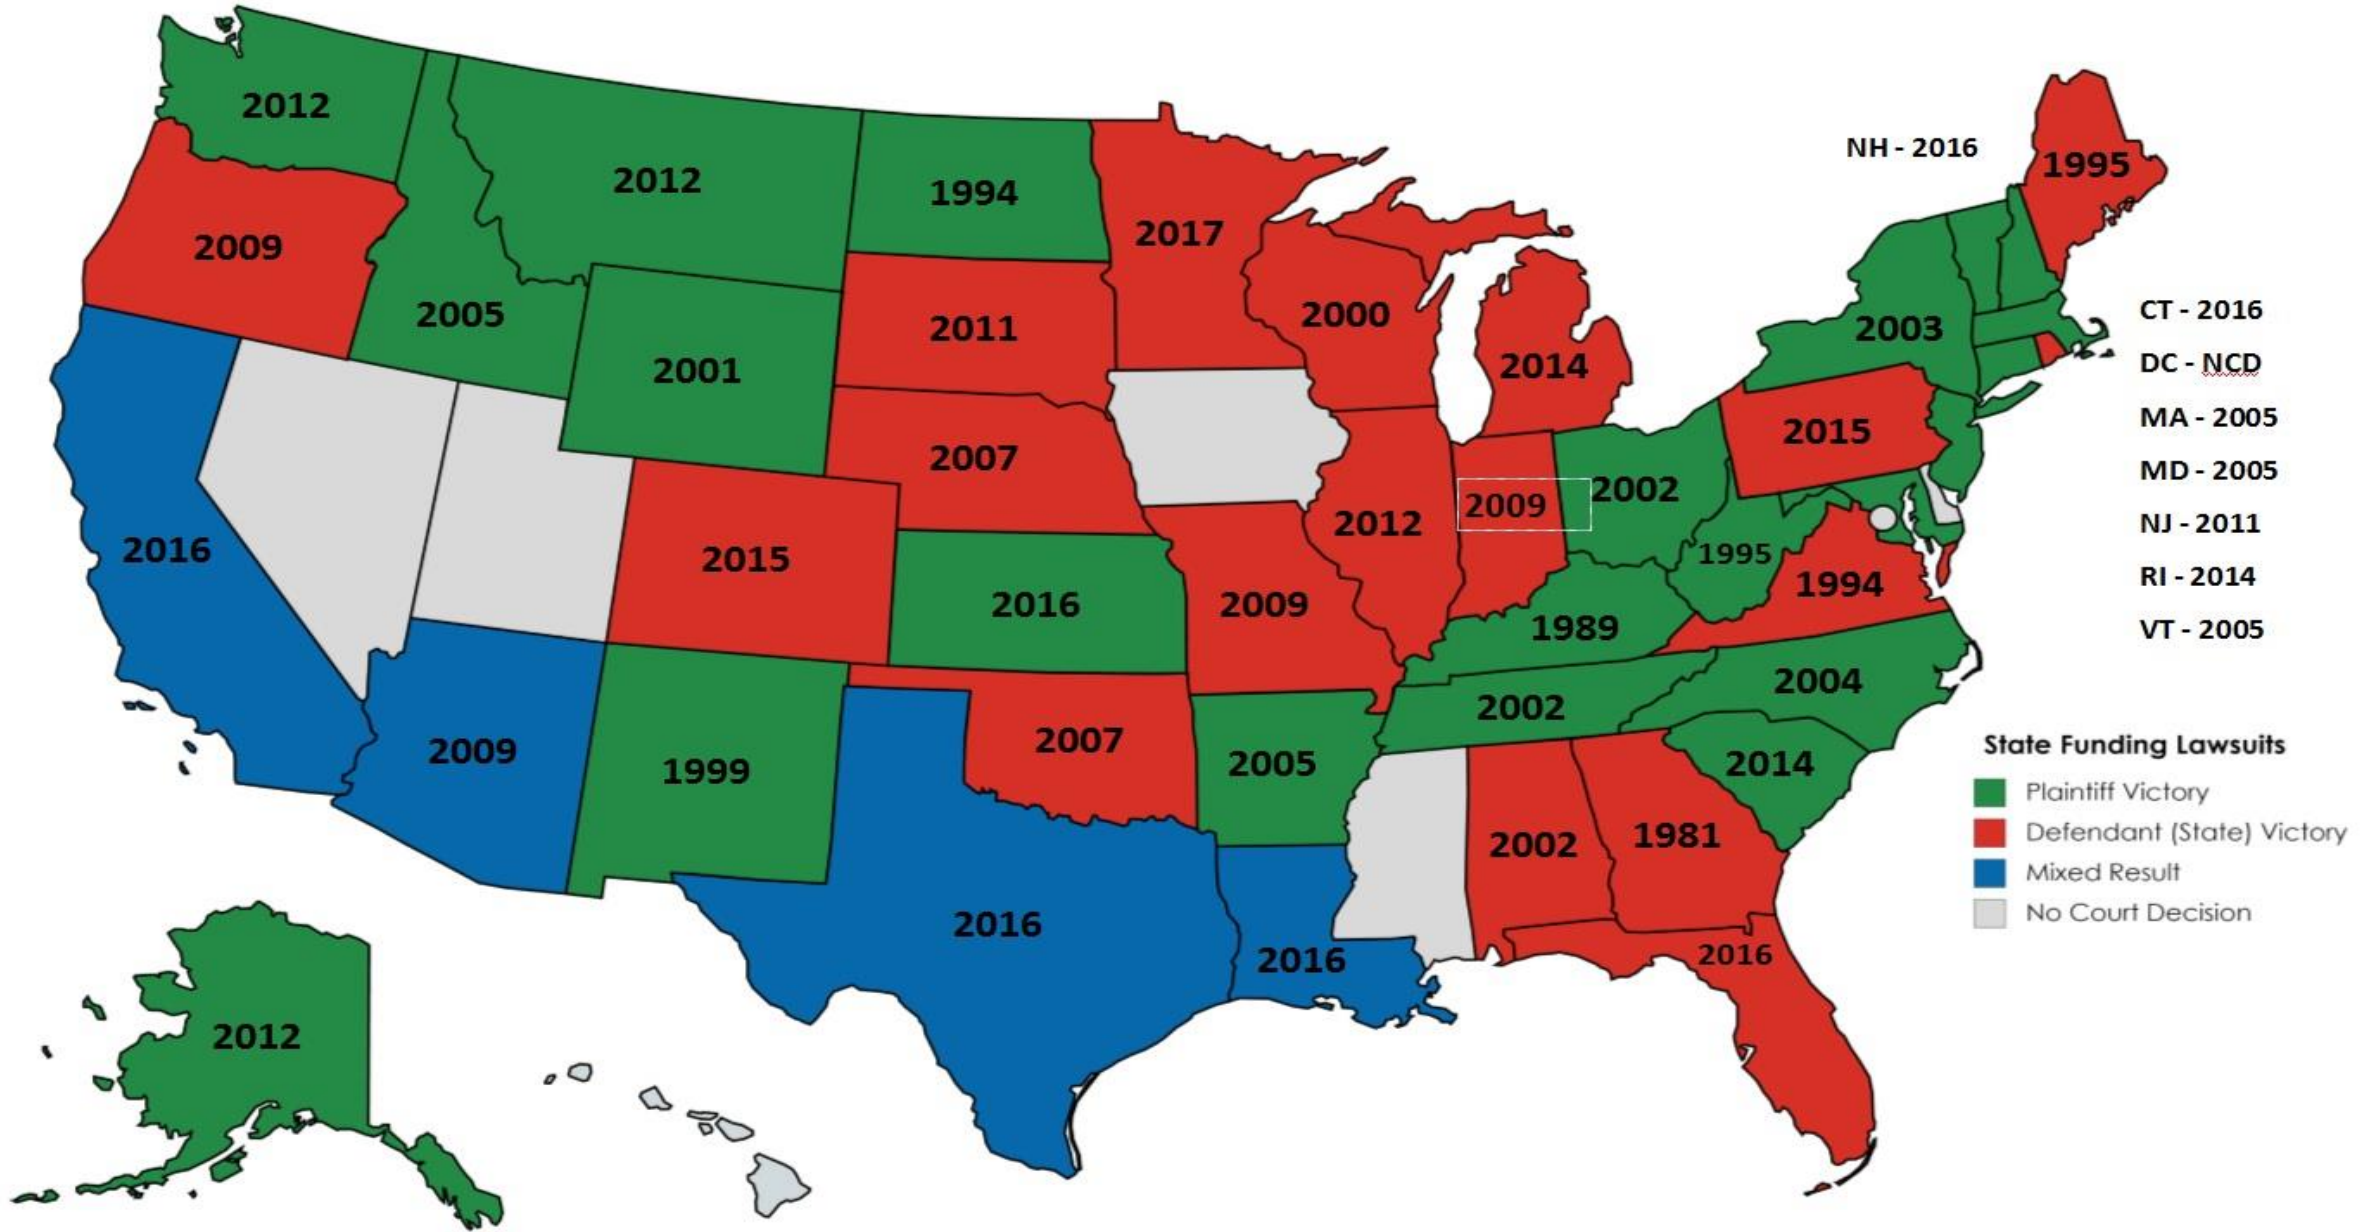 2012
2012
1994
2017
NH - 2016
1995
2009
2005
2001
2011
2000
2014
2003
CT - 2016
DC - NCD
MA - 2005
MD - 2005
NJ - 2011
RI - 2014
VT - 2005
2007
2015
2016
2015
2016
2009
2012
2009
2002
1995
1994
1989
2004
2002
2009
1999
2007
2005
2014
2016
2016
2002
1981
2016
2012
State Funding Lawsuits
Plaintiff Victory
Defendant (State) Victory
Mixed Result
No Court Decision